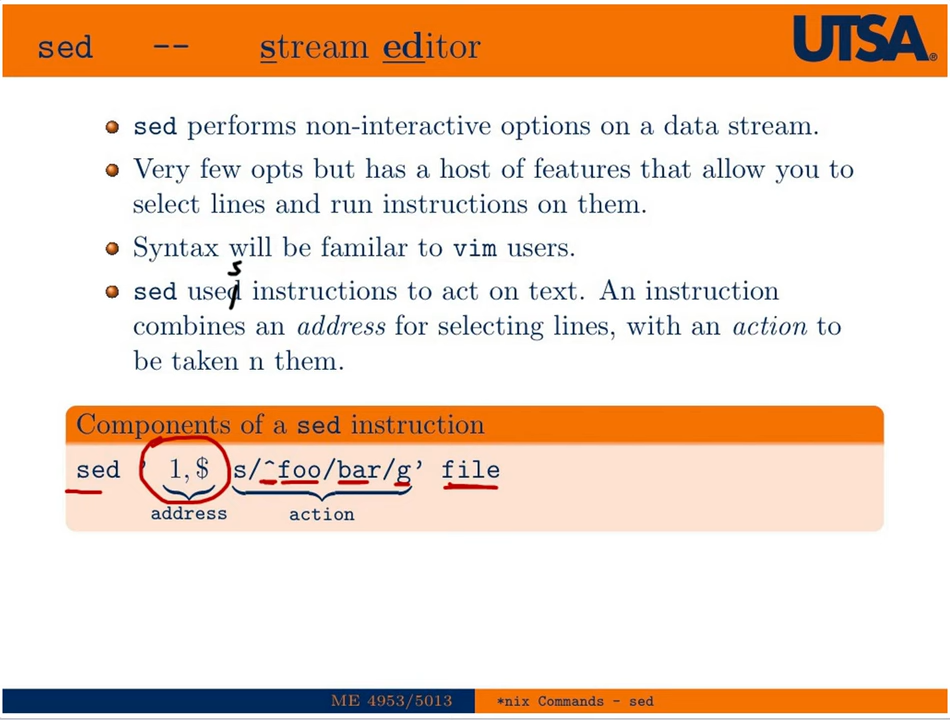 sed -- stream editor
UTSA®
sed performs non-interactive options on a data stream.
Very few opts but has a host of features that allow you to
select lines and run instructions on them.
Syntax will be familar to vim users.
s
sed used instructions to act on text. An instruction
combines an address for selecting lines, with an action to
be taken n them.
Components of a sed instruction
sed ’ 1,$ s/^foo/bar/g’ file
address action
ME 4953/5013 *nix Commands - sed